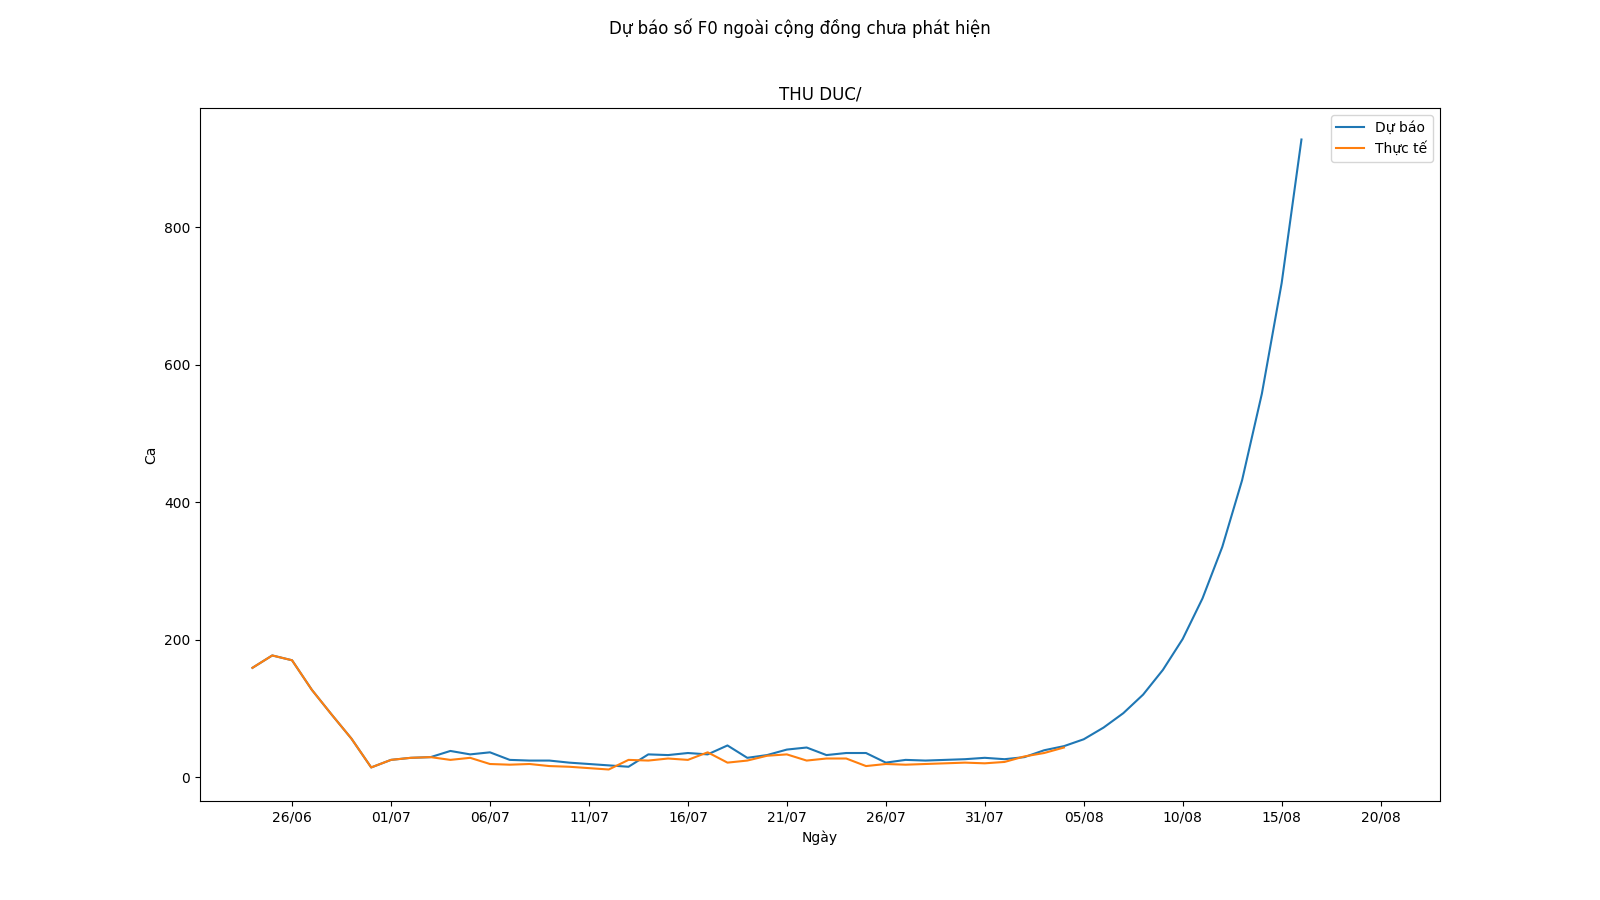 Dự báo số F0 ngoài cộng đồng chưa phát hiện
THU DUC/
Dự báo
Thực tế
800
600
400
200
0
Ca
26/06 01/07 06/07 11/07 16/07 21/07 26/07 31/07 05/08 10/08 15/08 20/08
Ngày